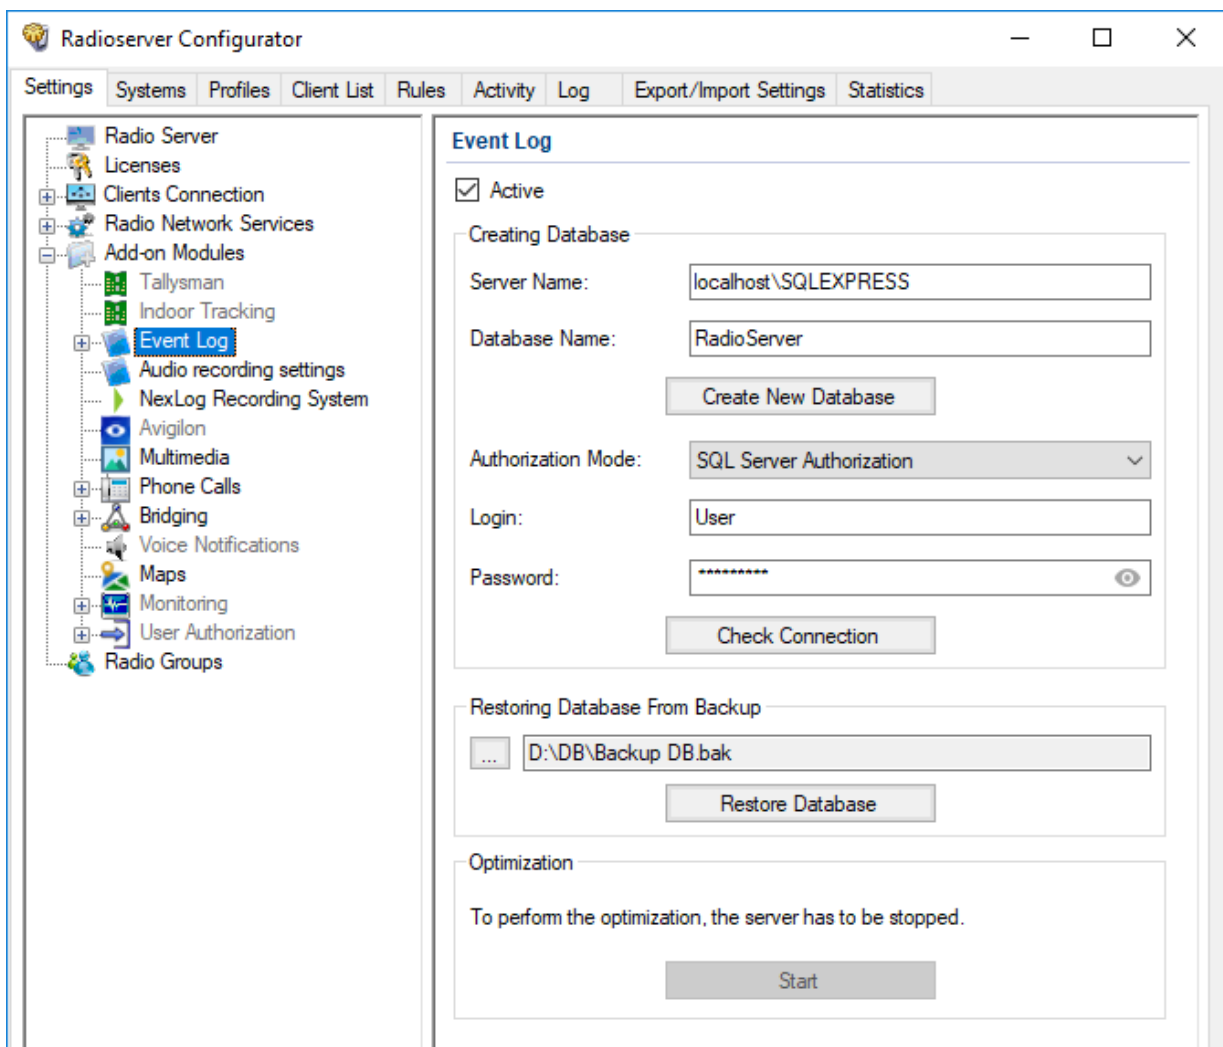 Radioserver Configurator
Settings Systems Profiles Client List Rules Activity Log Export/Import Settings Statistics
Radio Server
Licenses
Clients Connection
Radio Network Services
Add-on Modules
Tallysman
Indoor Tracking
Event Log
Audio recording settings
NexLog Recording System
Avigilon
Multimedia
Phone Calls
Bridging
Voice Notifications
Maps
Monitoring
User Authorization
Radio Groups
Event Log
Active
Creating Database
Server Name: localhost\SQLEXPRESS
Database Name: RadioServer
Create New Database
Authorization Mode: SQL Server Authorization
Login: User
Password: *********
Check Connection
Restoring Database From Backup
... D:\DB\Backup DB.bak
Restore Database
Optimization
To perform the optimization, the server has to be stopped.
Start